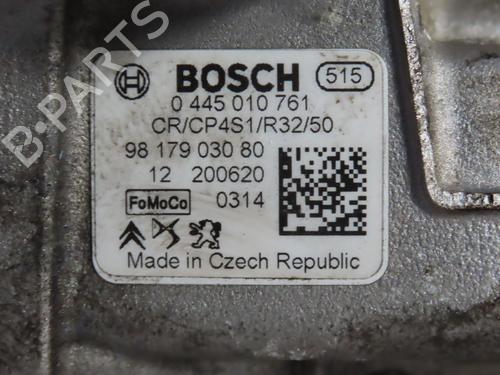 BOSCH 515
0 445 010 761
CR/CP4S1/R32/50
98 179 030 80
12 200620
FoMoCo 0314
Made in Czech Republic
B-Parts